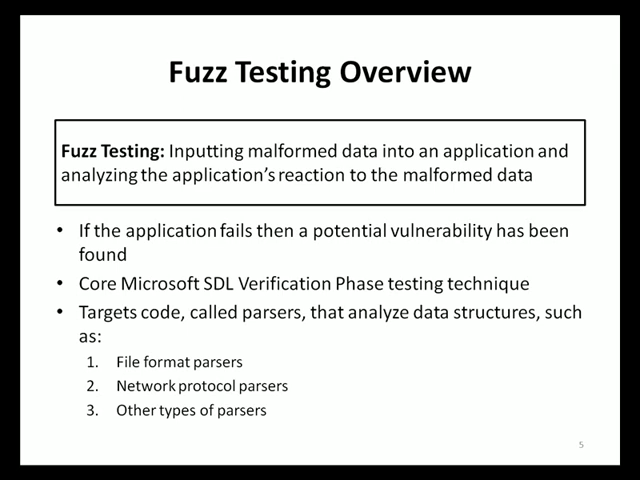 Fuzz Testing Overview
Fuzz Testing: Inputting malformed data into an application and
analyzing the application's reaction to the malformed data
• If the application fails then a potential vulnerability has been
found
• Core Microsoft SDL Verification Phase testing technique
• Targets code, called parsers, that analyze data structures, such
as:
1. File format parsers
2. Network protocol parsers
3. Other types of parsers
5